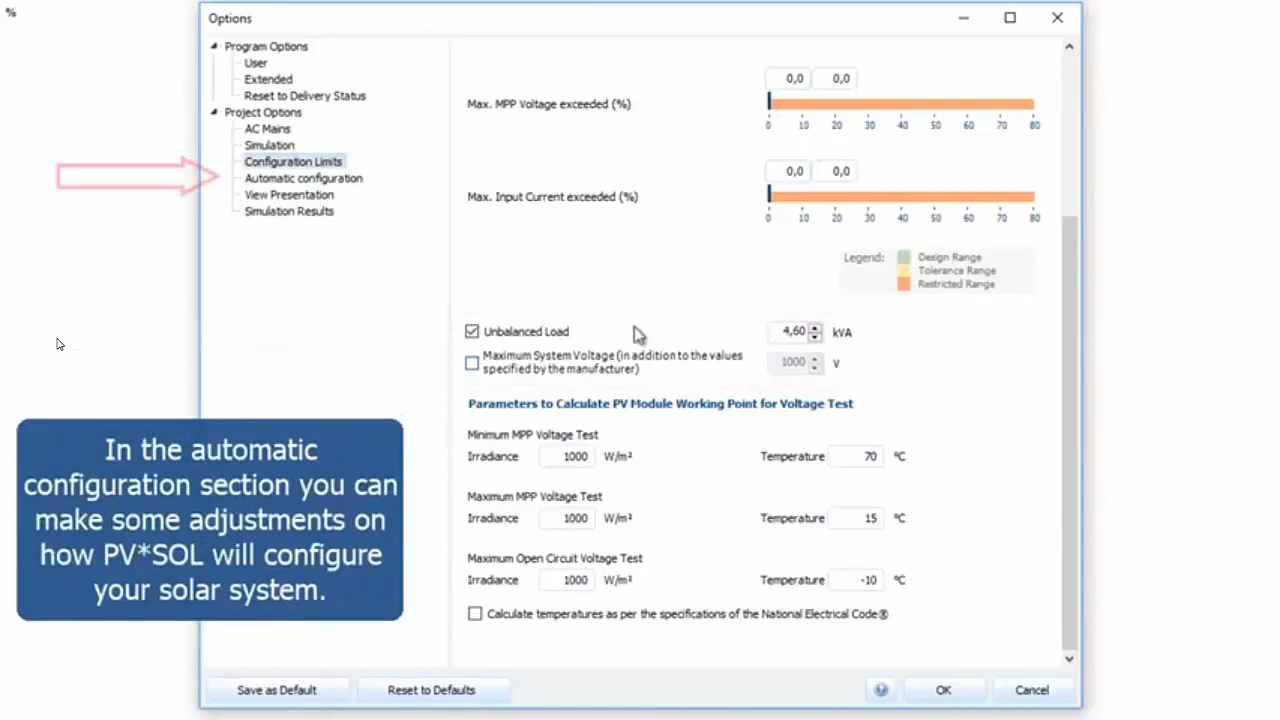 %
Options
Program Options
User
Extended
Reset to Delivery Status
Project Options
AC Mains
Simulation
Configuration Limits
Automatic configuration
View Presentation
Simulation Results
0,0 0,0
Max. MPP Voltage exceeded (%)
0 10 20 30 40 50 60 70 80
0,0 0,0
Max. Input Current exceeded (%)
0 10 20 30 40 50 60 70 80
Legend: Design Range
Tolerance Range
Restricted Range
Unbalanced Load 4,60 kVA
Maximum System Voltage (in addition to the values
specified by the manufacturer) 1000 V
Parameters to Calculate PV Module Working Point for Voltage Test
Minimum MPP Voltage Test
Irradiance 1000 W/m² Temperature 70 °C
Maximum MPP Voltage Test
Irradiance 1000 W/m² Temperature 15 °C
Maximum Open Circuit Voltage Test
Irradiance 1000 W/m² Temperature -10 °C
Calculate temperatures as per the specifications of the National Electrical Code®
In the automatic
configuration section you can
make some adjustments on
how PV*SOL will configure
your solar system.
Save as Default Reset to Defaults OK Cancel